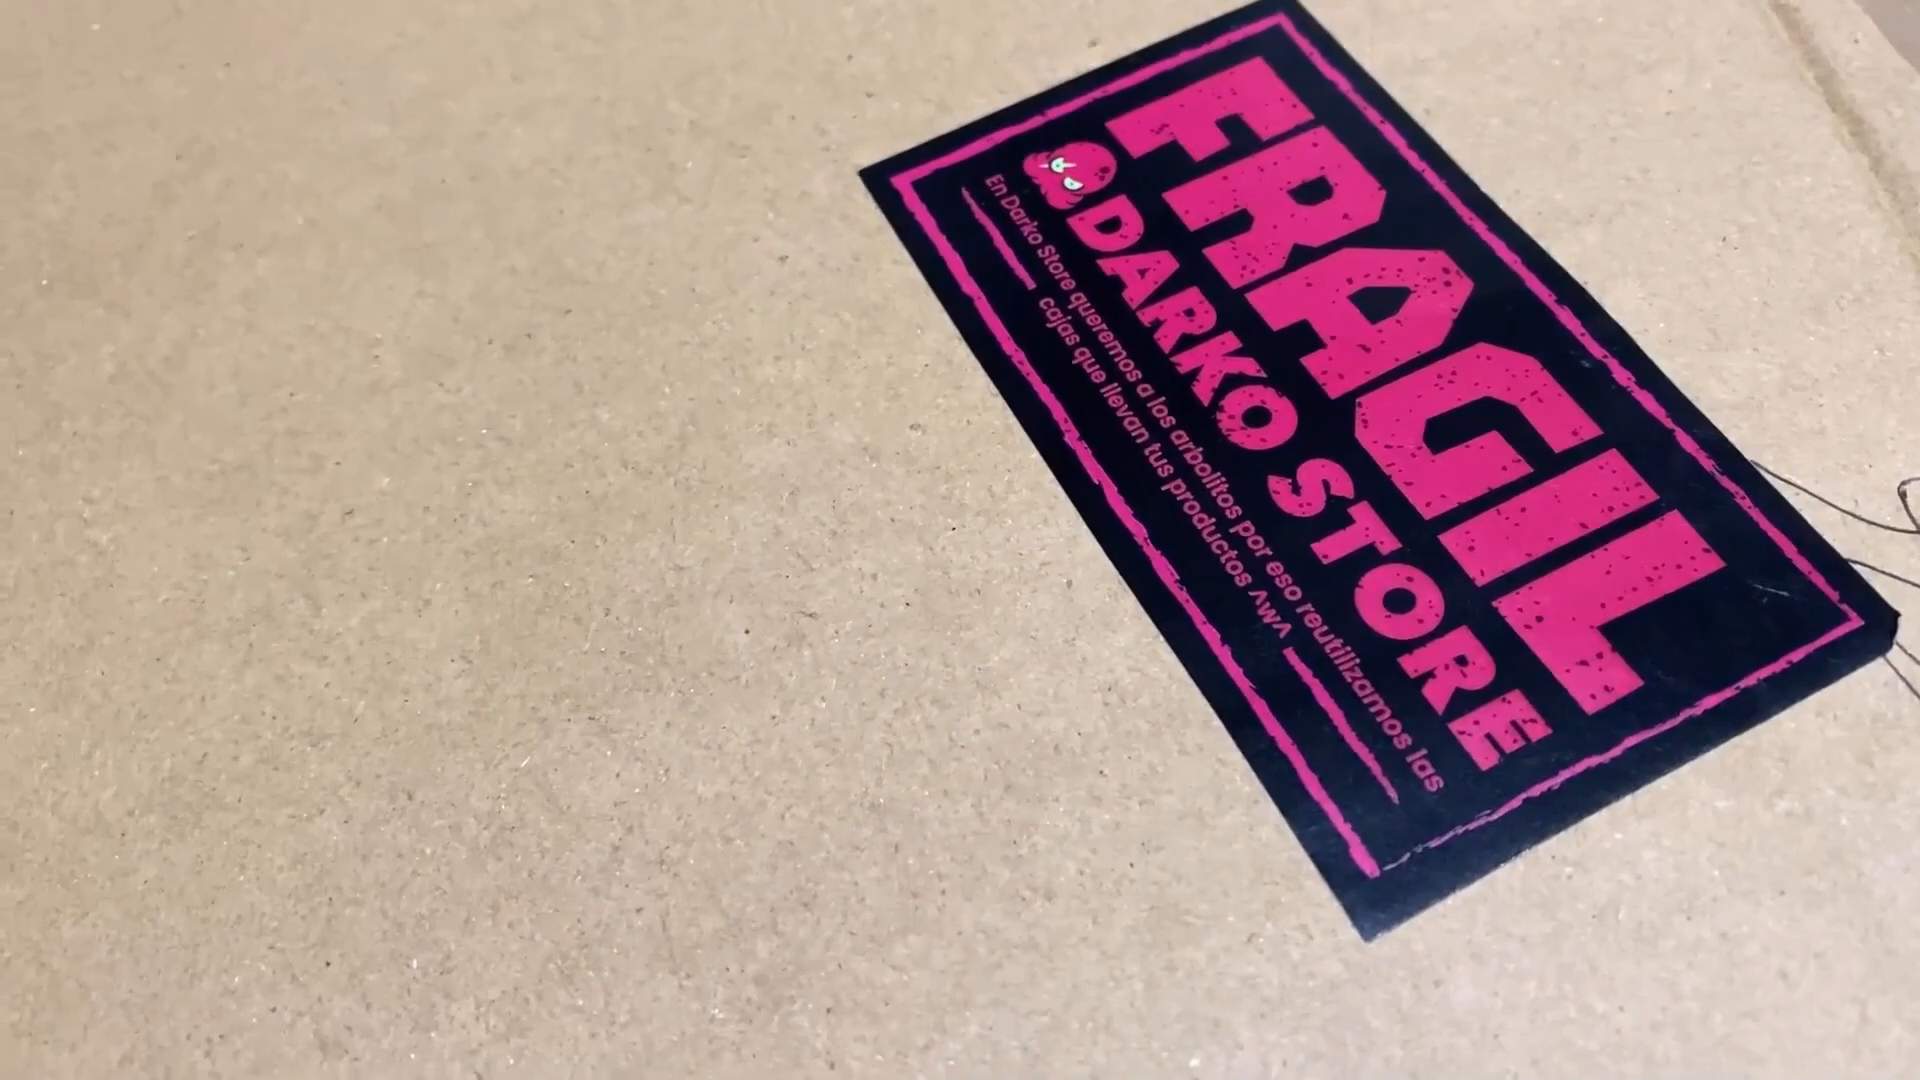 FRAGIL
DARKO STORE
En Darko Store queremos a los arbolitos por eso reutilizamos las
cajas que llevan tus productos ^w^